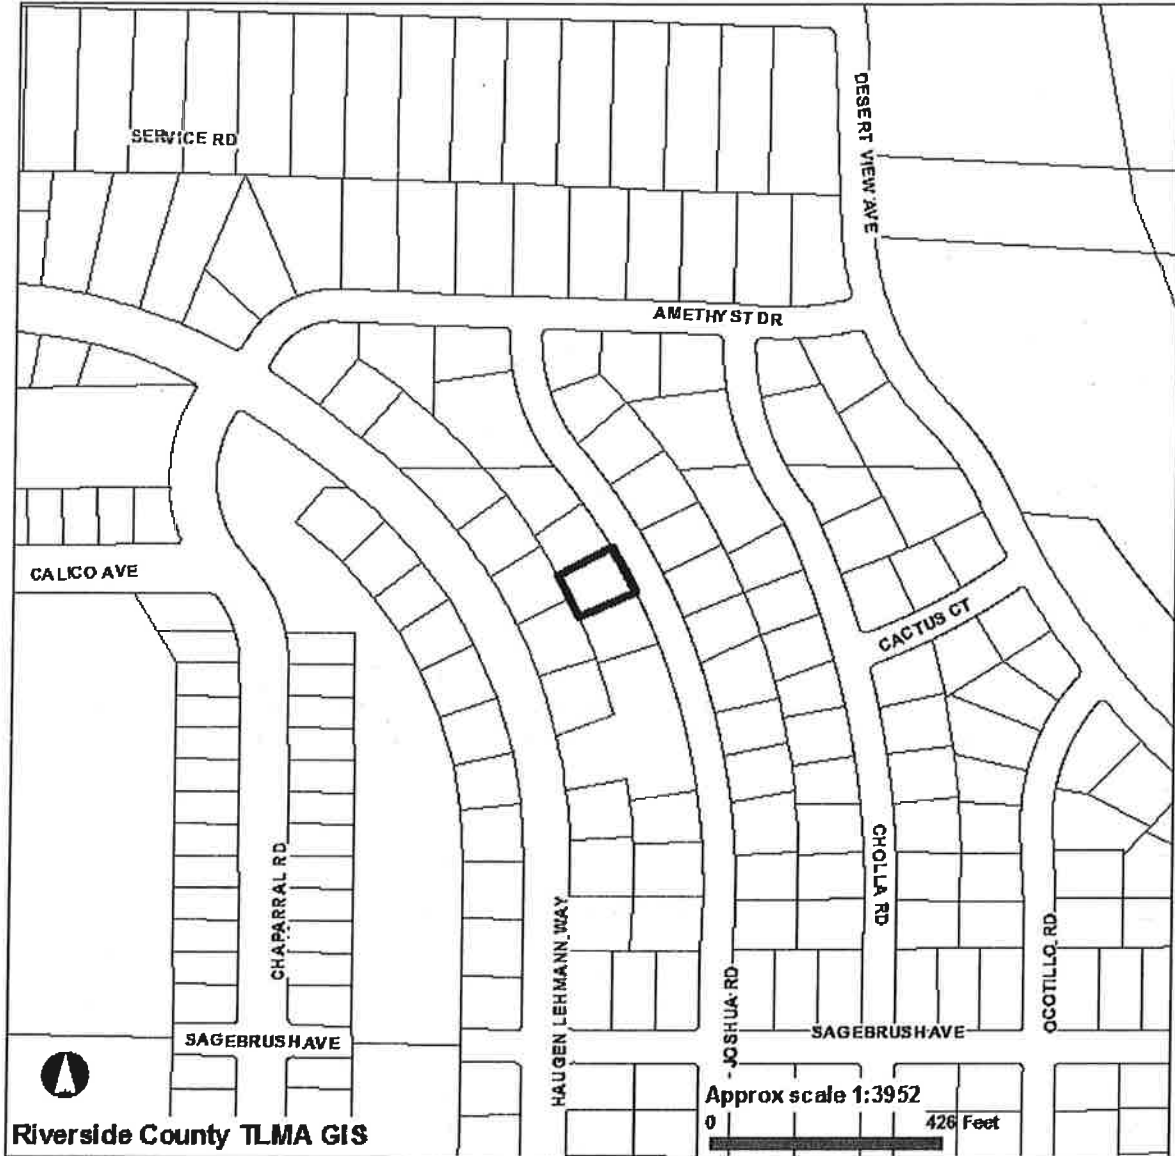 SERVICE RD
DESERT VIEW AVE
AMETHYST DR
CALICO AVE
CACTUS CT
CHAPARRAL RD
HAUGEN LEHMANN WAY
JOSHUA RD
CHOLLA RD
OCOTILLO RD
SAGEBRUSH AVE
SAGEBRUSH AVE
Approx scale 1:3952
0 426 Feet
Riverside County TLMA GIS